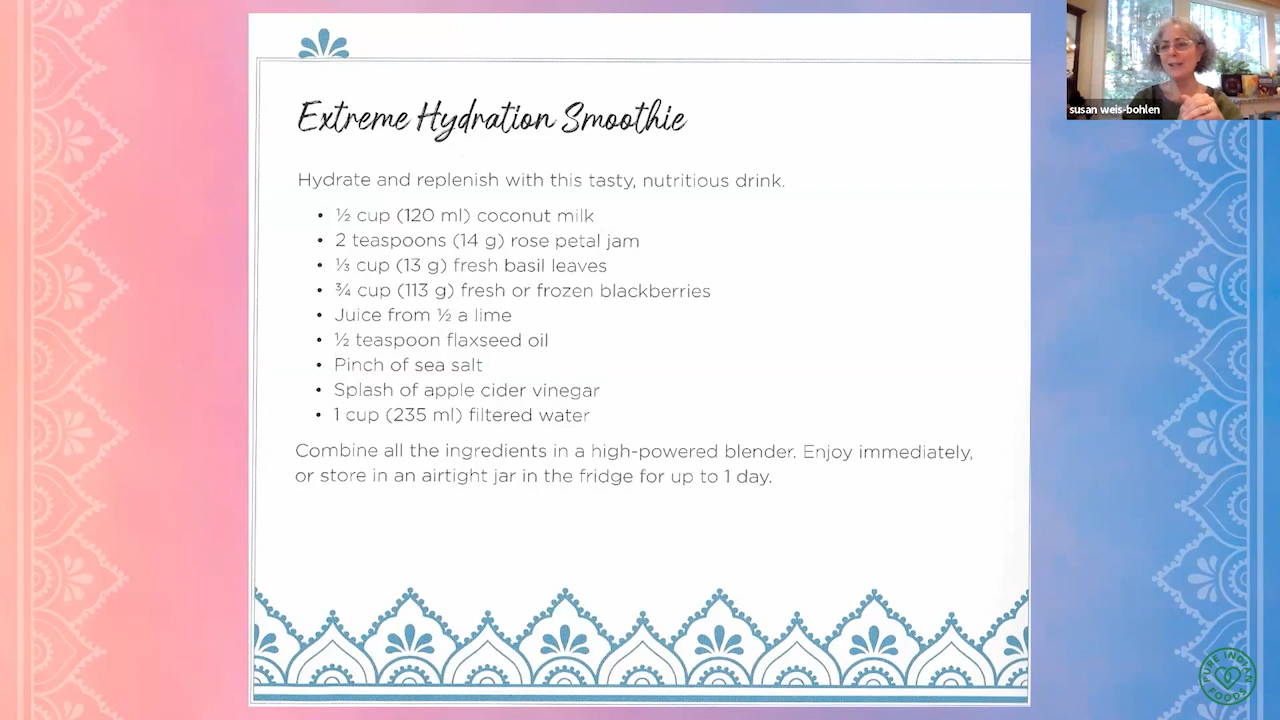 Extreme Hydration Smoothie
Hydrate and replenish with this tasty, nutritious drink.
• ½ cup (120 ml) coconut milk
• 2 teaspoons (14 g) rose petal jam
• ⅓ cup (13 g) fresh basil leaves
• ¾ cup (113 g) fresh or frozen blackberries
• Juice from ½ a lime
• ½ teaspoon flaxseed oil
• Pinch of sea salt
• Splash of apple cider vinegar
• 1 cup (235 ml) filtered water
Combine all the ingredients in a high-powered blender. Enjoy immediately,
or store in an airtight jar in the fridge for up to 1 day.
susan weis-bohlen
PURE INDIAN
FOODS